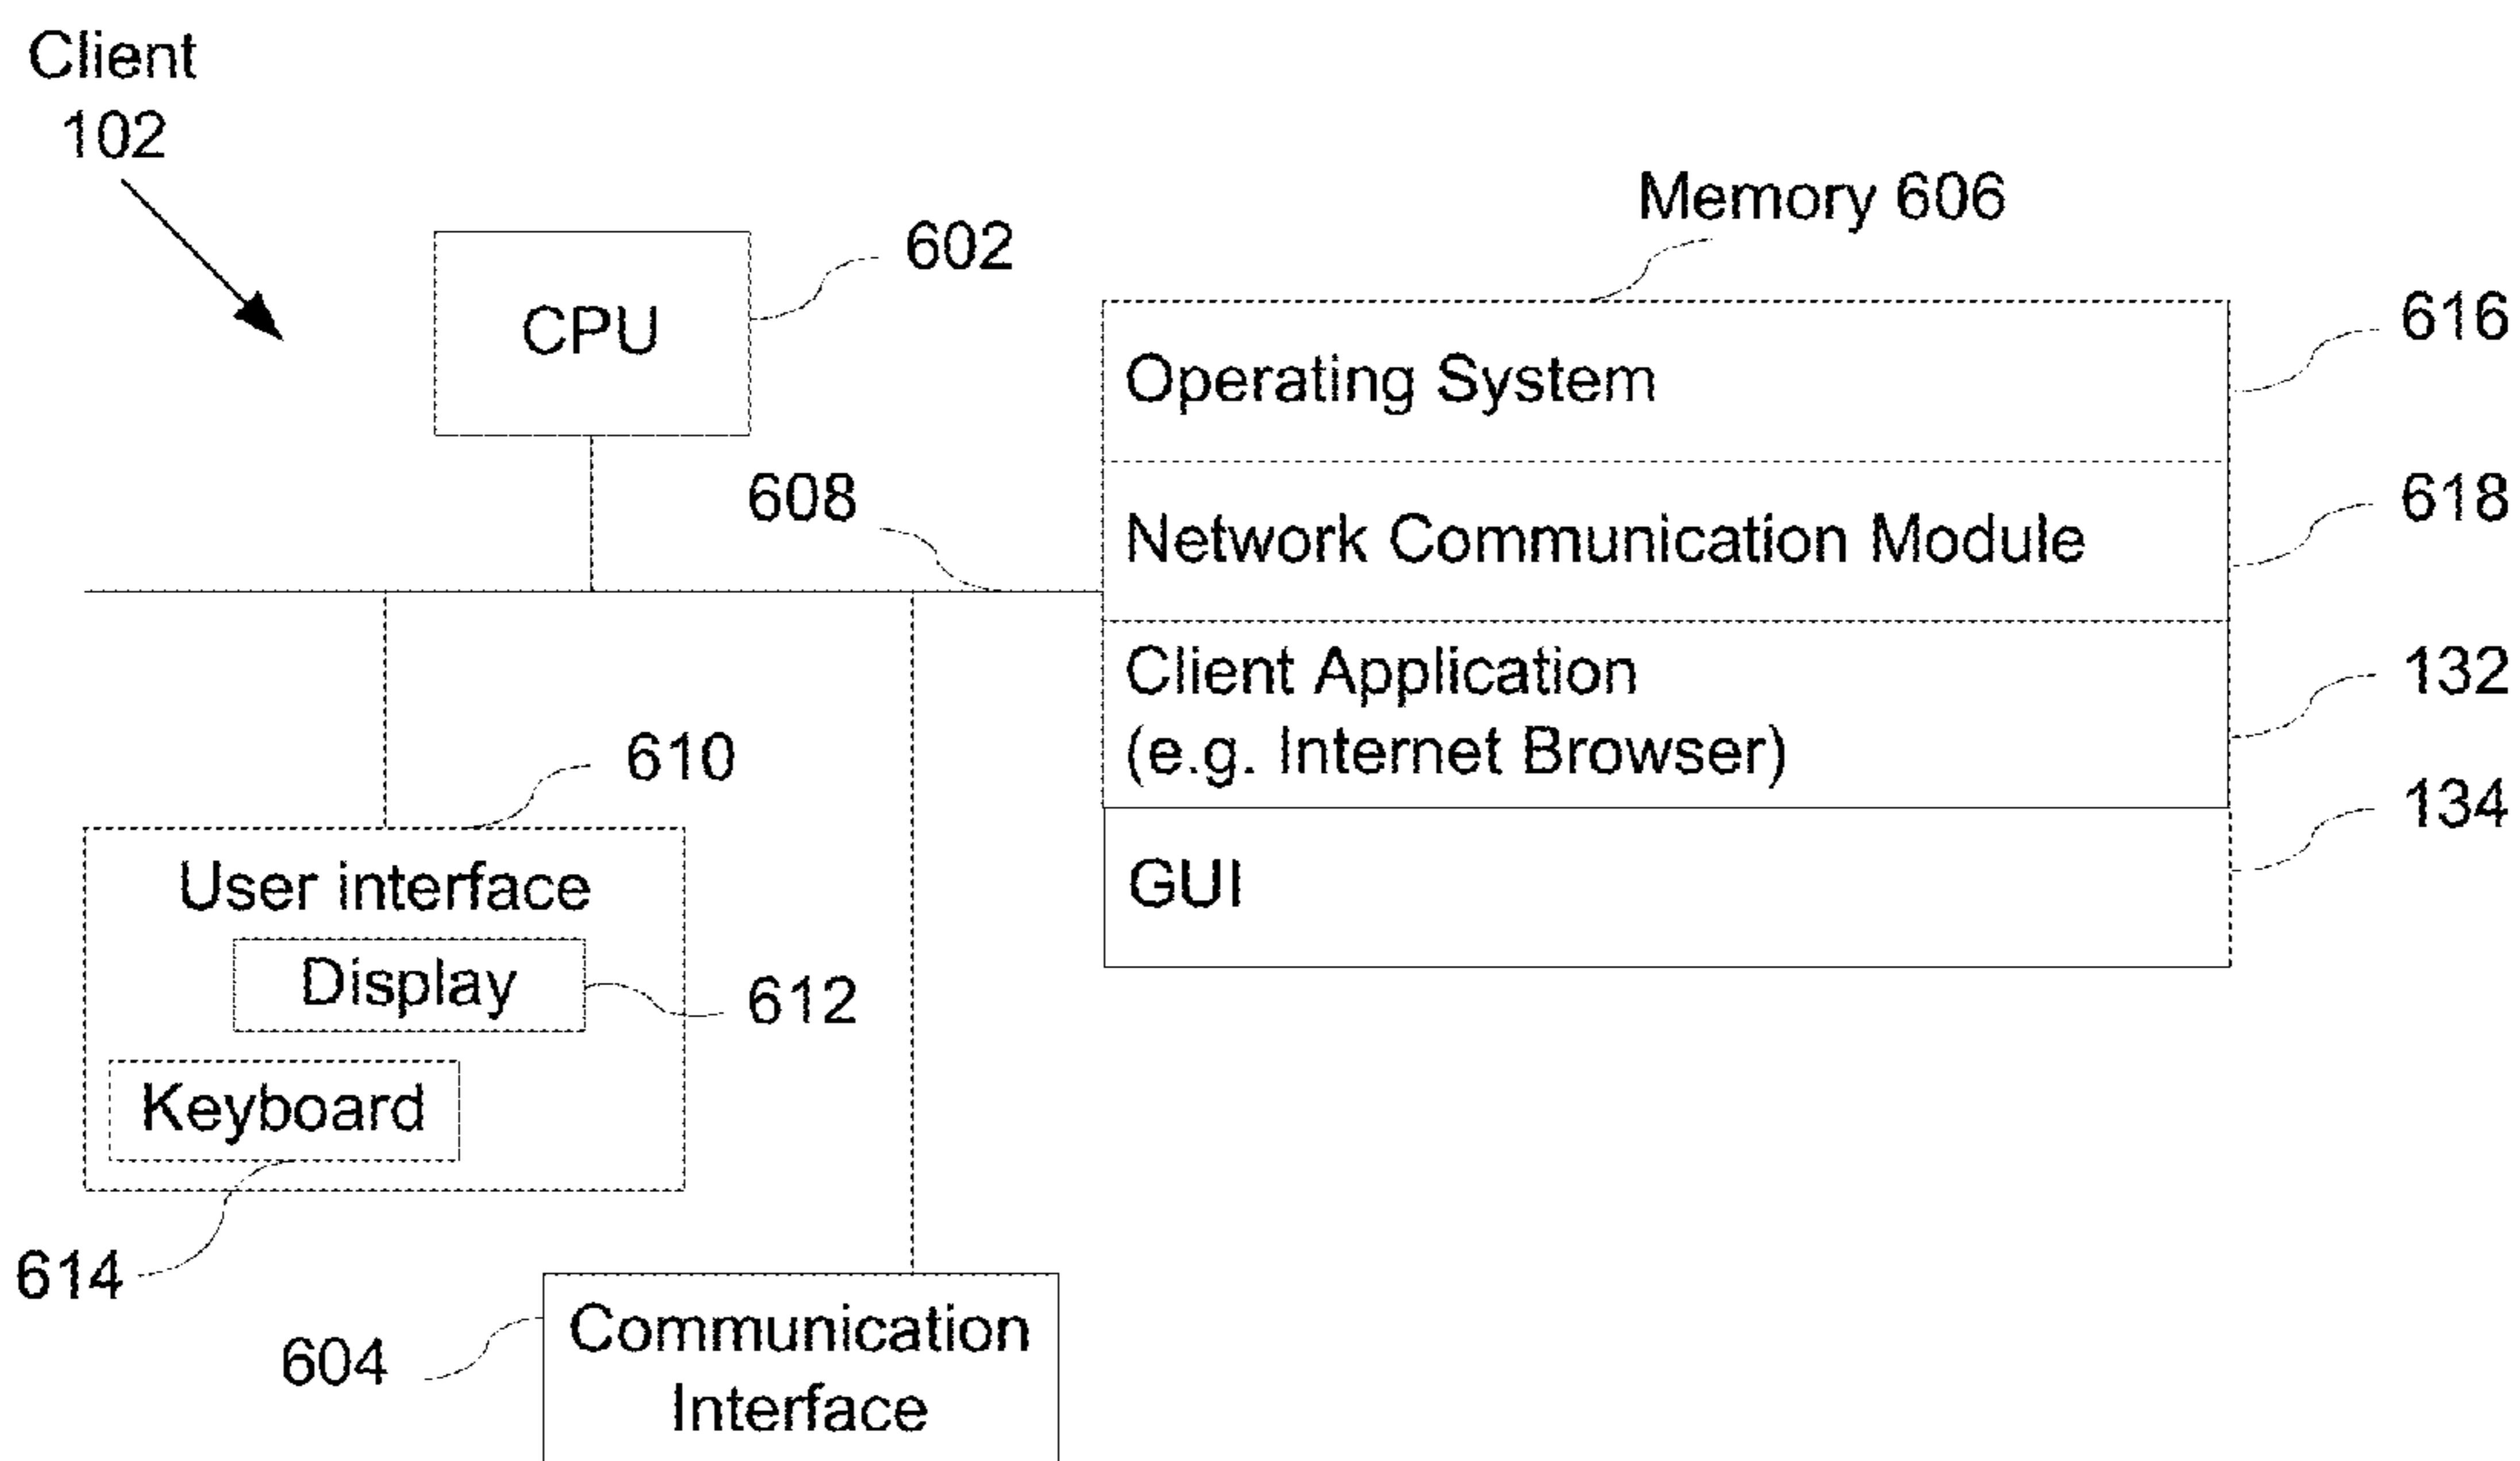 Client
102
Memory 606
602
CPU
616
Operating System
608
618
Network Communication Module
Client Application
132
(e.g. Internet Browser)
610
134
User interface
GUI
Display
612
Keyboard
614
Communication
604
Interface